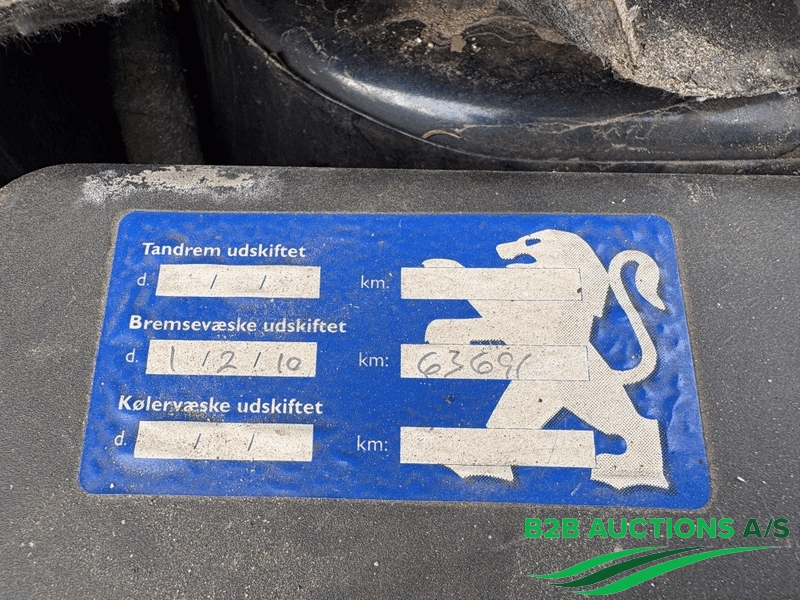 Tandrem udskiftet
d. / / km:
Bremsevæske udskiftet
d. 1 / 2 / 10 km: 63691
Kølervæske udskiftet
d. / / km:
B2B AUCTIONS A/S